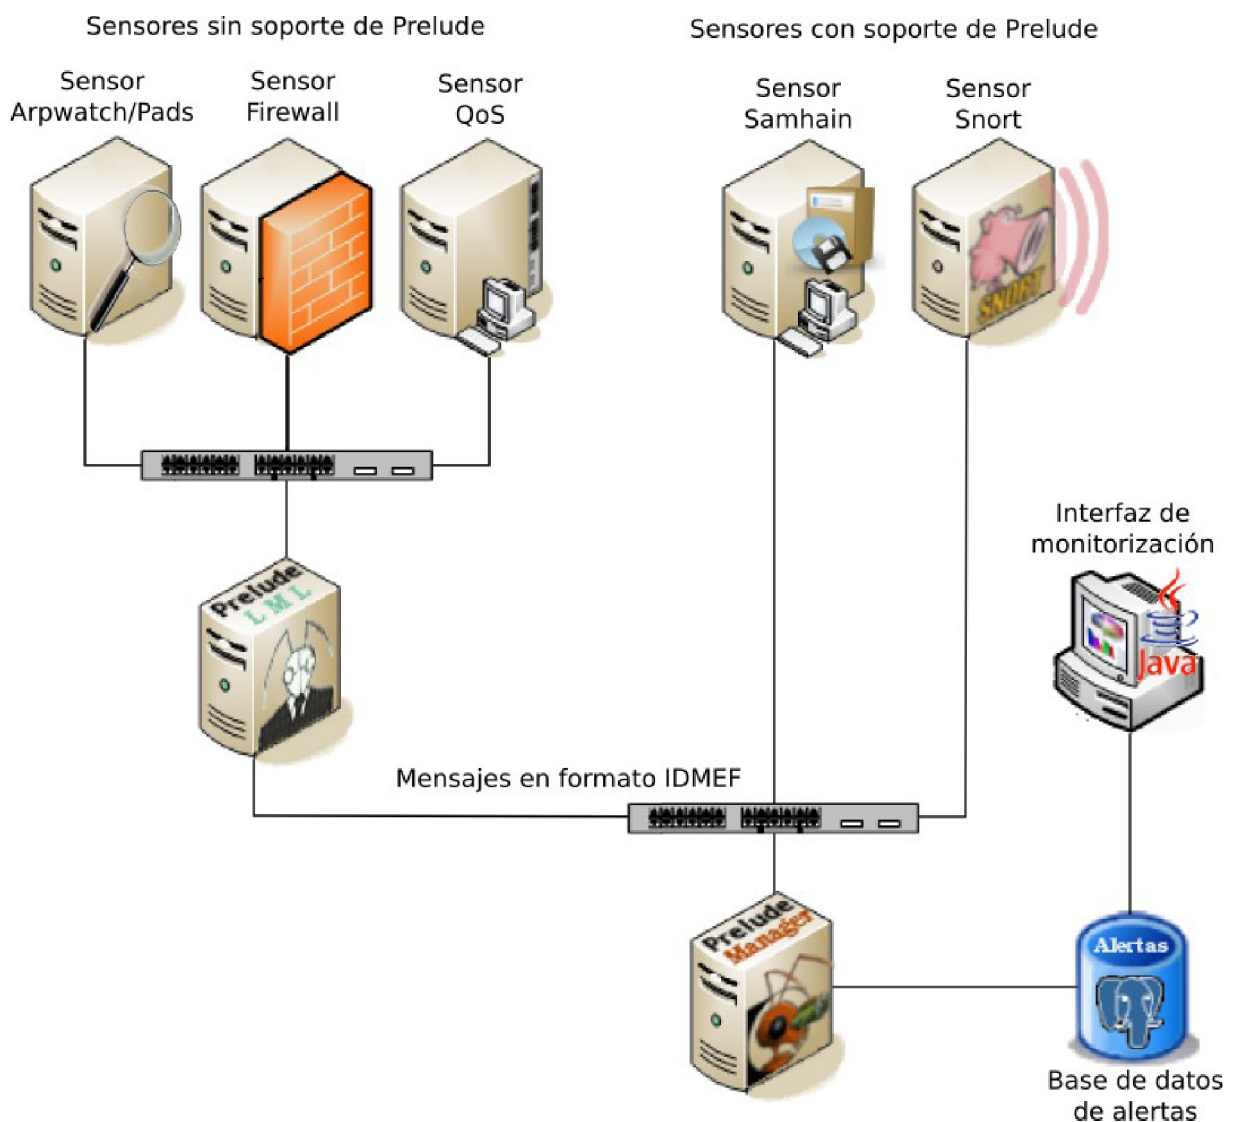 Sensores sin soporte de Prelude
Sensores con soporte de Prelude
Sensor
Arpwatch/Pads
Sensor
Firewall
Sensor
QoS
Sensor
Samhain
Sensor
Snort
SNORT
Interfaz de
monitorización
Java
Prelude
LML
Mensajes en formato IDMEF
Prelude
Manager
Alertas
Base de datos
de alertas